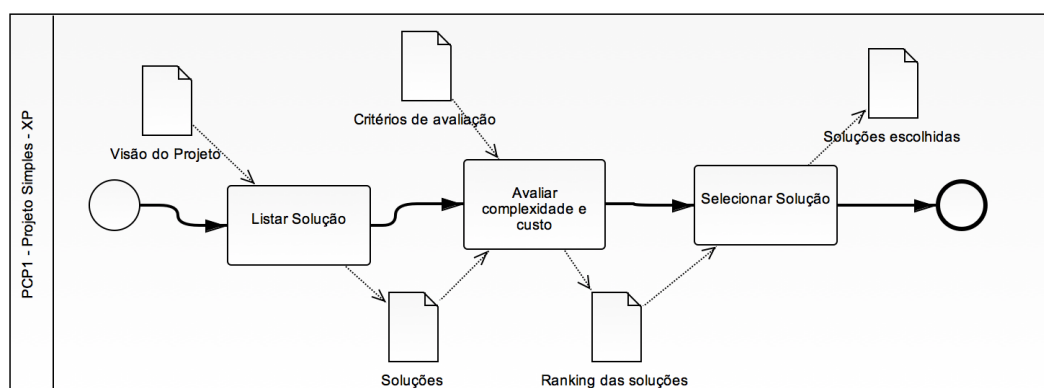 PCP1 - Projeto Simples - XP
Visão do Projeto
Critérios de avaliação
Soluções escolhidas
Listar Solução
Avaliar
complexidade e
custo
Selecionar Solução
Soluções
Ranking das soluções